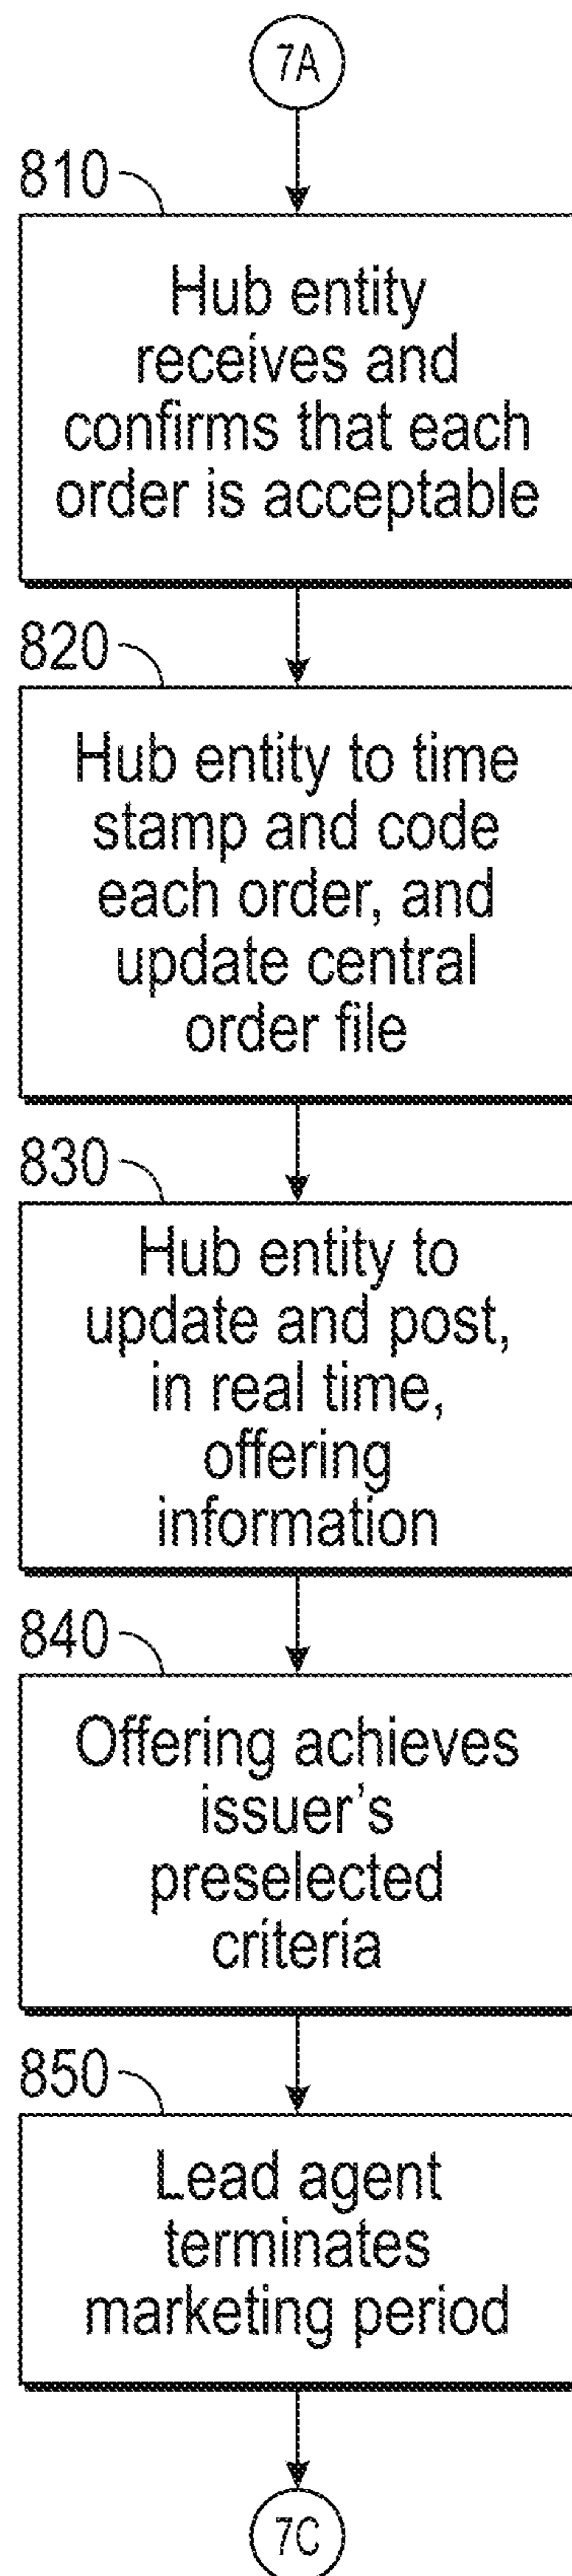 7A
810
Hub entity
receives and
confirms that each
order is acceptable
820
Hub entity to time
stamp and code
each order, and
update central
order file
830
Hub entity to
update and post,
in real time,
offering
information
840
Offering achieves
issuer’s
preselected
criteria
850
Lead agent
terminates
marketing period
7C